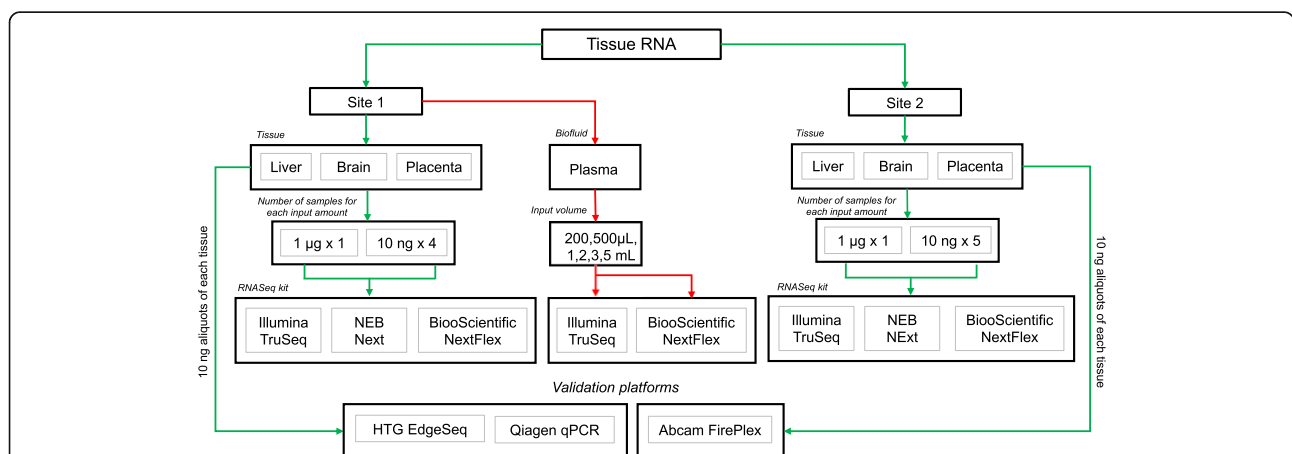 Tissue RNA
Site 1
Site 2
Tissue
Biofluid
Tissue
Liver
Brain
Placenta
Plasma
Liver
Brain
Placenta
Number of samples for
each input amount
Input volume
Number of samples for
each input amount
1 µg x 1
10 ng x 4
200,500µL,
1,2,3,5 mL
1 µg x 1
10 ng x 5
RNASeq kit
RNASeq kit
Illumina
TruSeq
NEB
Next
BiooScientific
NextFlex
Illumina
TruSeq
BiooScientific
NextFlex
Illumina
TruSeq
NEB
NExt
BiooScientific
NextFlex
10 ng aliquots of each tissue
10 ng aliquots of each tissue
Validation platforms
HTG EdgeSeq
Qiagen qPCR
Abcam FirePlex